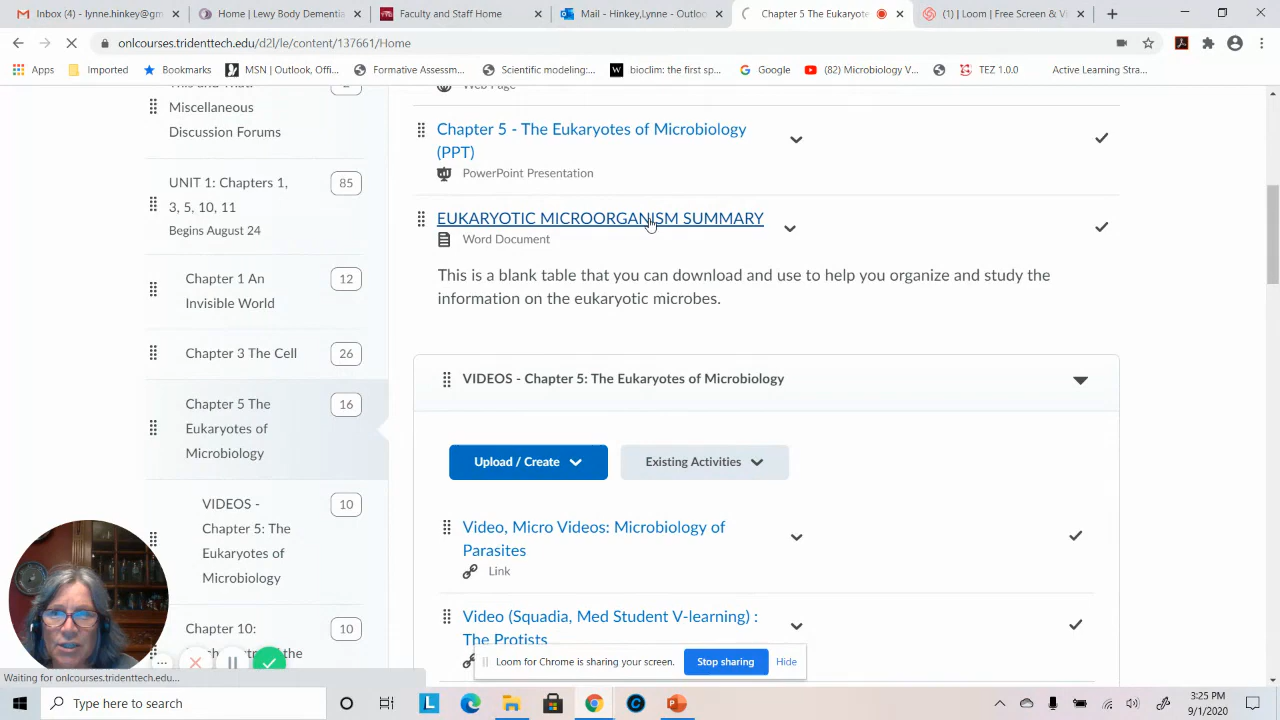 g - lynne.hinkey@gm
Home | Lewy Body Dementi
Faculty Staff
Mail - Hinkey,Lynne - Outloo
Chapter 5 The Eukaryote
(1) | Loom | Free Screen & Vi
onlcourses.tridenttech.edu/d2l/le/content/137661/Home
Apps
Imported
Bookmarks
MSN | Outlook, Offi...
Formative Assessm...
Scientific modeling:...
bioclim: the first sp...
Google
(82) Microbiology V...
TEZ 1.0.0
Active Learning Stra...
This and That:
Miscellaneous
Discussion Forums
2
UNIT 1: Chapters 1,
3, 5, 10, 11
Begins August 24
85
Chapter 1 An
Invisible World
12
Chapter 3 The Cell
26
Chapter 5 The
Eukaryotes of
Microbiology
16
VIDEOS -
Chapter 5: The
Eukaryotes of
Microbiology
10
Chapter 10:
10
the
Web Page
Chapter 5 - The Eukaryotes of Microbiology
(PPT)
PowerPoint Presentation
EUKARYOTIC MICROORGANISM SUMMARY
Word Document
This is a blank table that you can download and use to help you organize and study the
information on the eukaryotic microbes.
VIDEOS - Chapter 5: The Eukaryotes of Microbiology
Upload / Create
Existing Activities
Video, Micro Videos: Microbiology of
Parasites
Link
Video (Squadia, Med Student V-learning) :
The Protists
Loom for Chrome is sharing your screen.
Stop sharing
Hide
Waiting for onlcourses.tridenttech.edu...
Type here to search
3:25 PM
9/1/2020